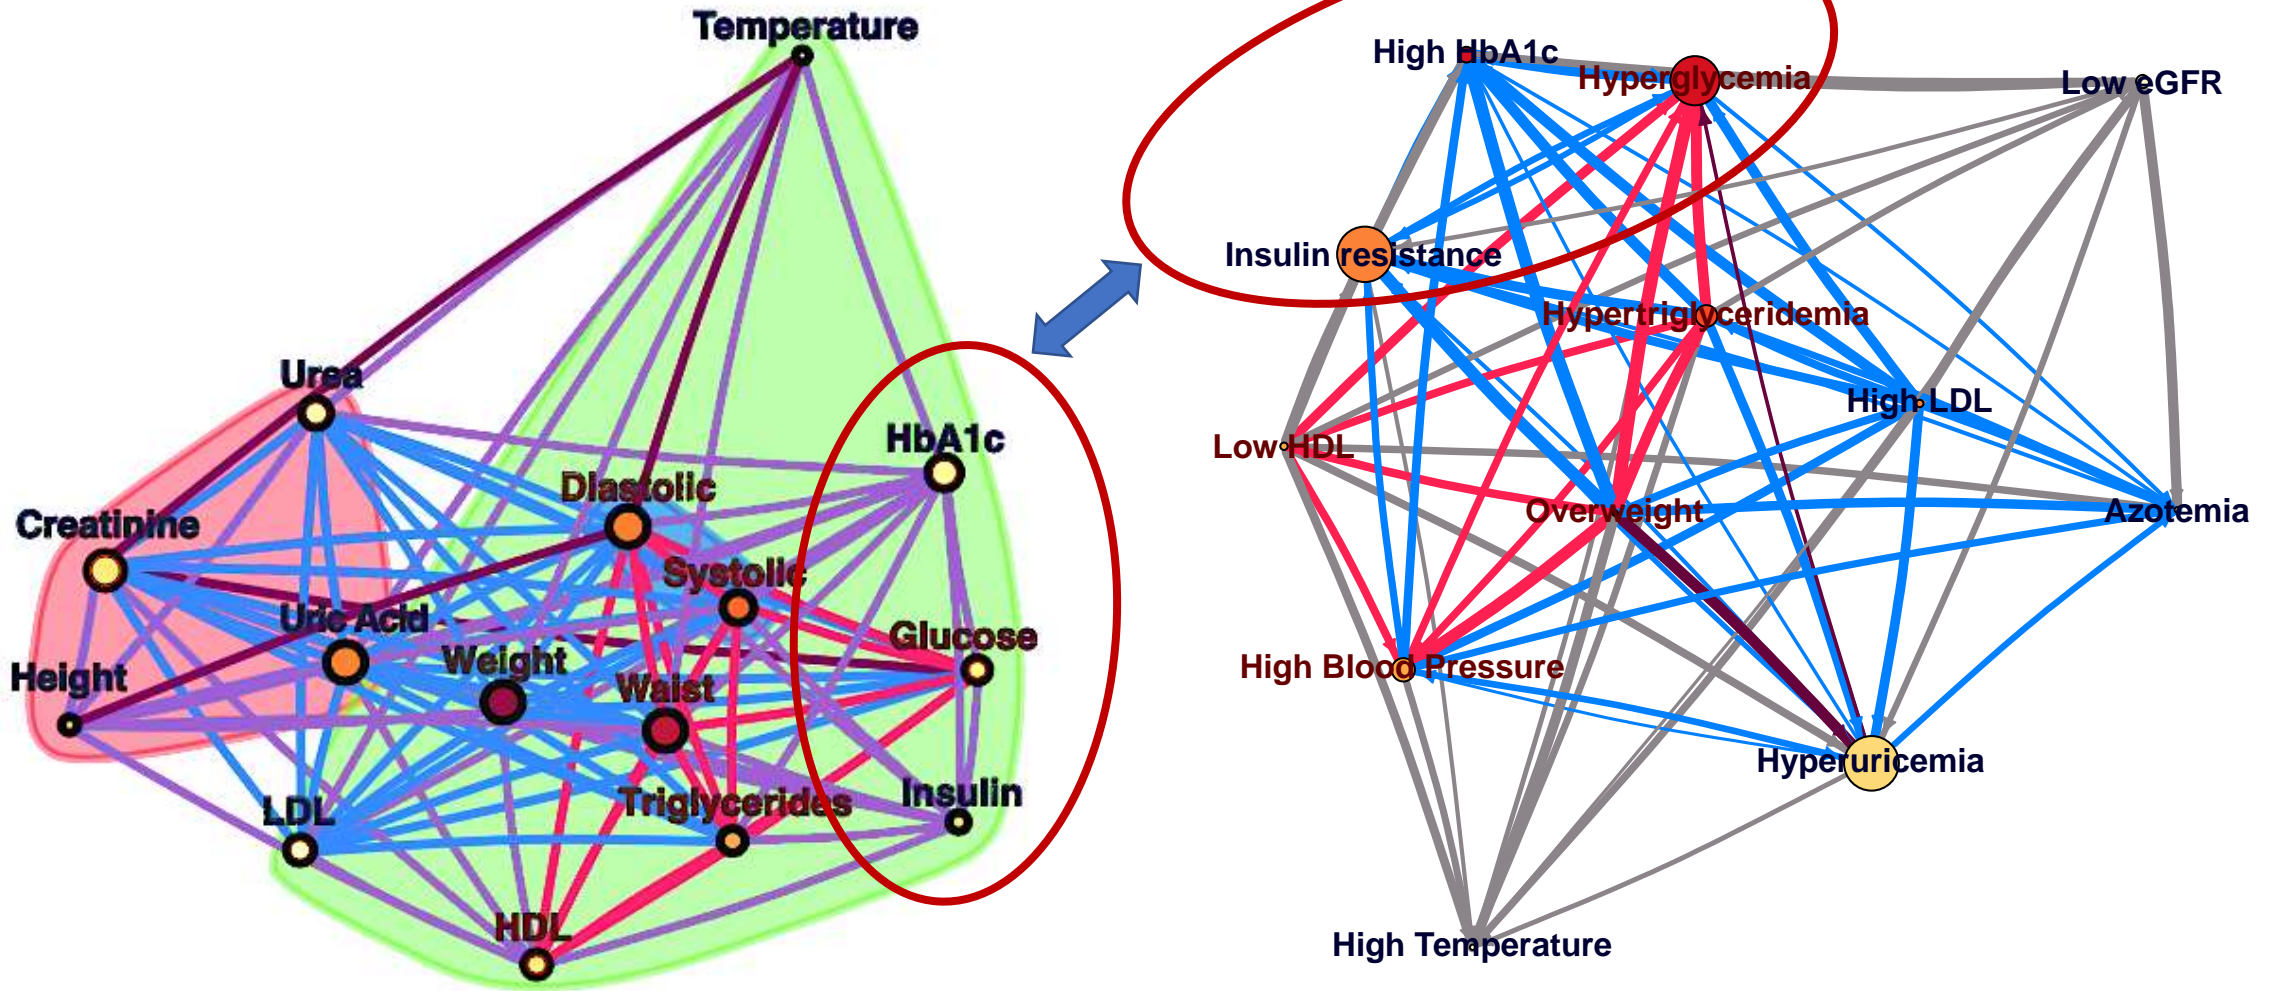 Temperature
Urea
HbA1c
Diastolic
Creatinine
Systolic
Uric Acid
Glucose
Weight
Height
Waist
LDL
Triglycerides
Insulin
HDL
High HbA1c
Hyperglycemia
Low eGFR
Insulin resistance
Hypertriglyceridemia
High LDL
Low HDL
Overweight
Azotemia
High Blood Pressure
Hyperuricemia
High Temperature